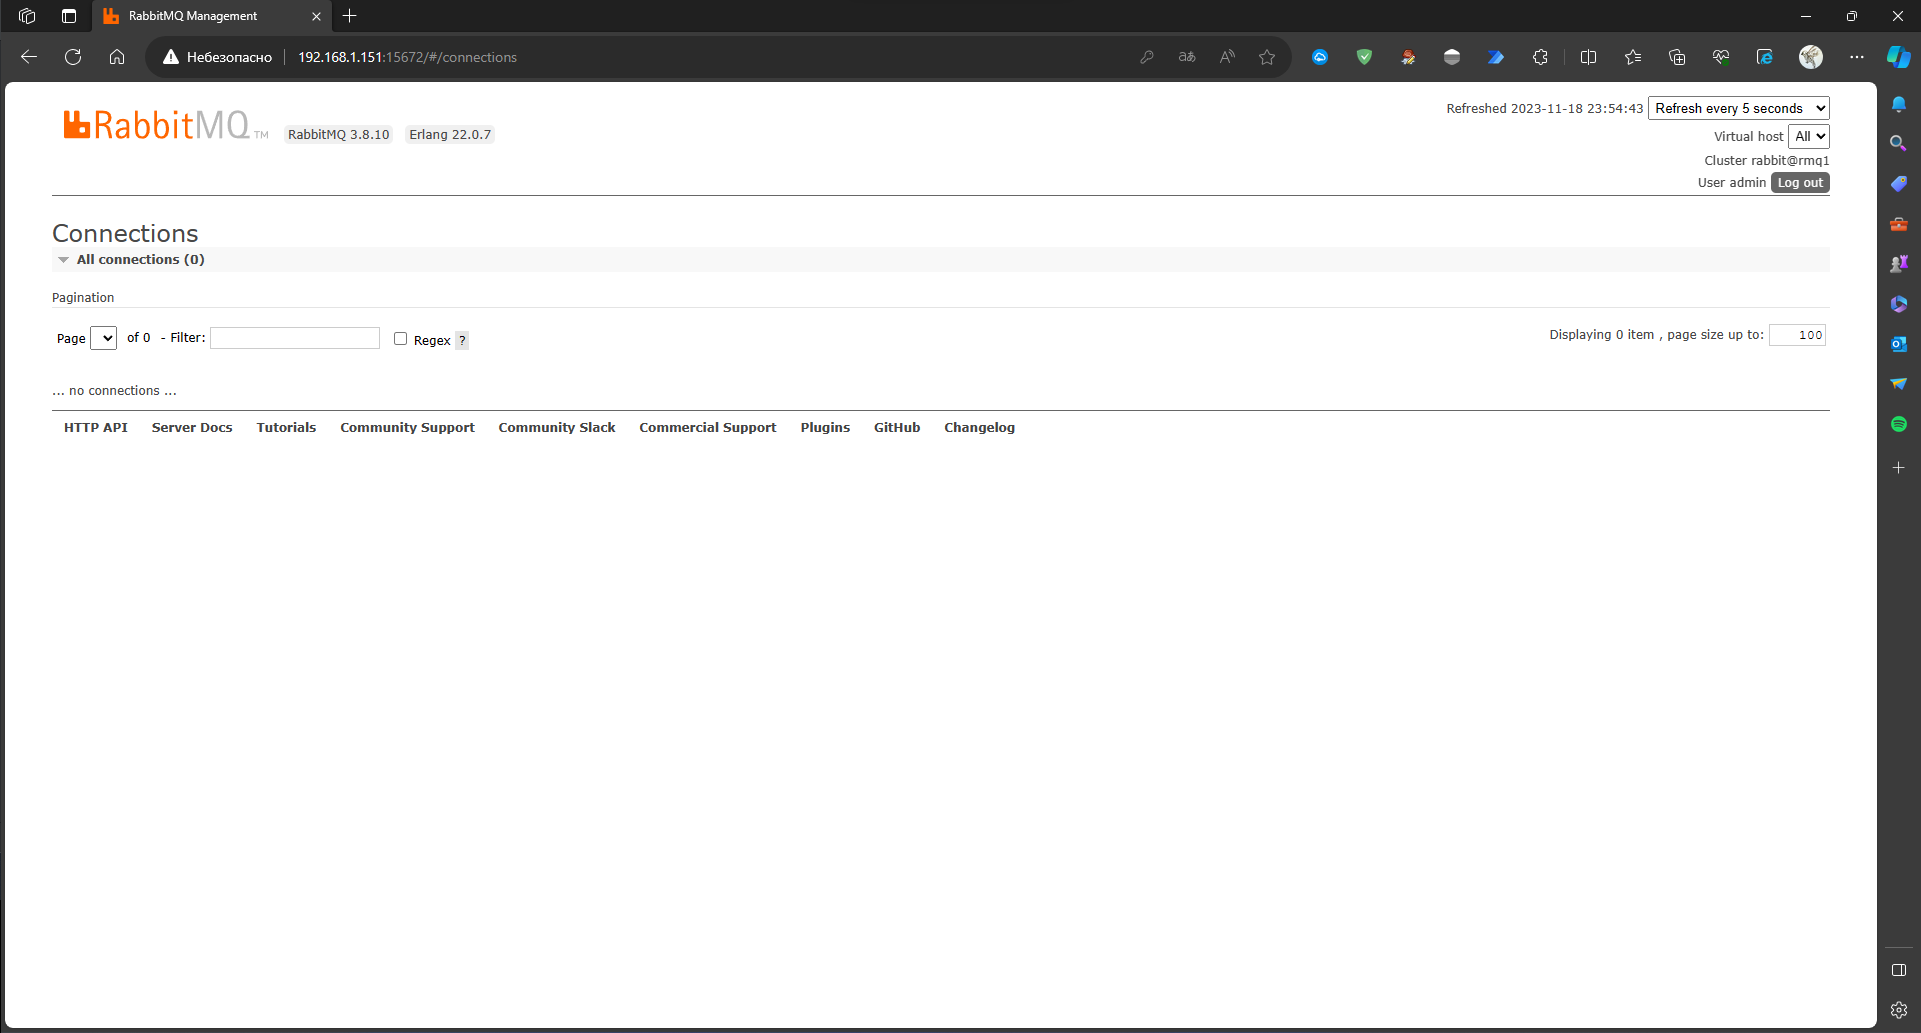 RabbitMQ Management
Небезопасно
192.168.1.151:15672/#/connections
RabbitMQ TM
RabbitMQ 3.8.10 Erlang 22.0.7
Refreshed 2023-11-18 23:54:43 Refresh every 5 seconds
Virtual host All
Cluster rabbit@rmq1
User admin Log out
Connections
All connections (0)
Pagination
Page of 0 - Filter: Regex ? Displaying 0 item , page size up to: 100
... no connections ...
HTTP API Server Docs Tutorials Community Support Community Slack Commercial Support Plugins GitHub Changelog